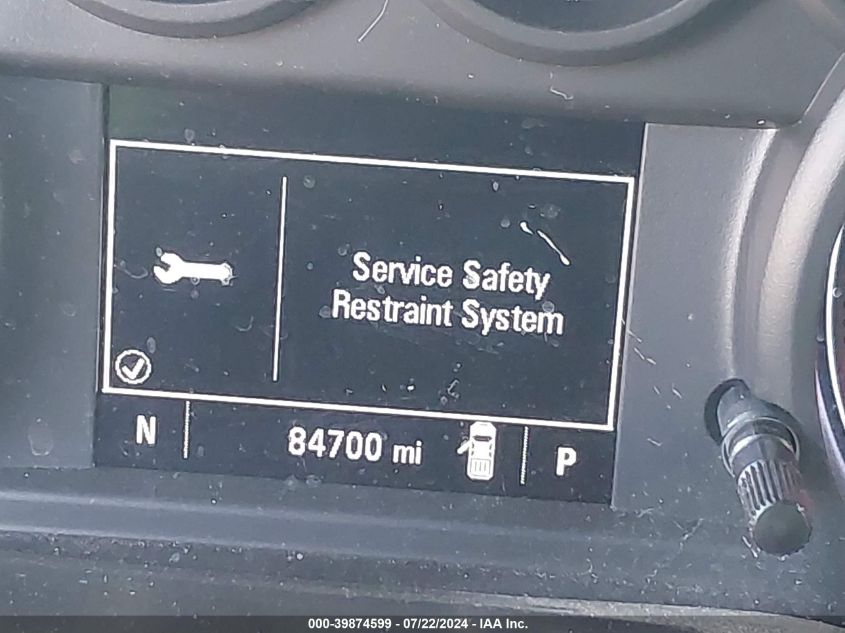 Service Safety
Restraint System
N 84700 mi P
000-39874599 - 07/22/2024 - IAA Inc.